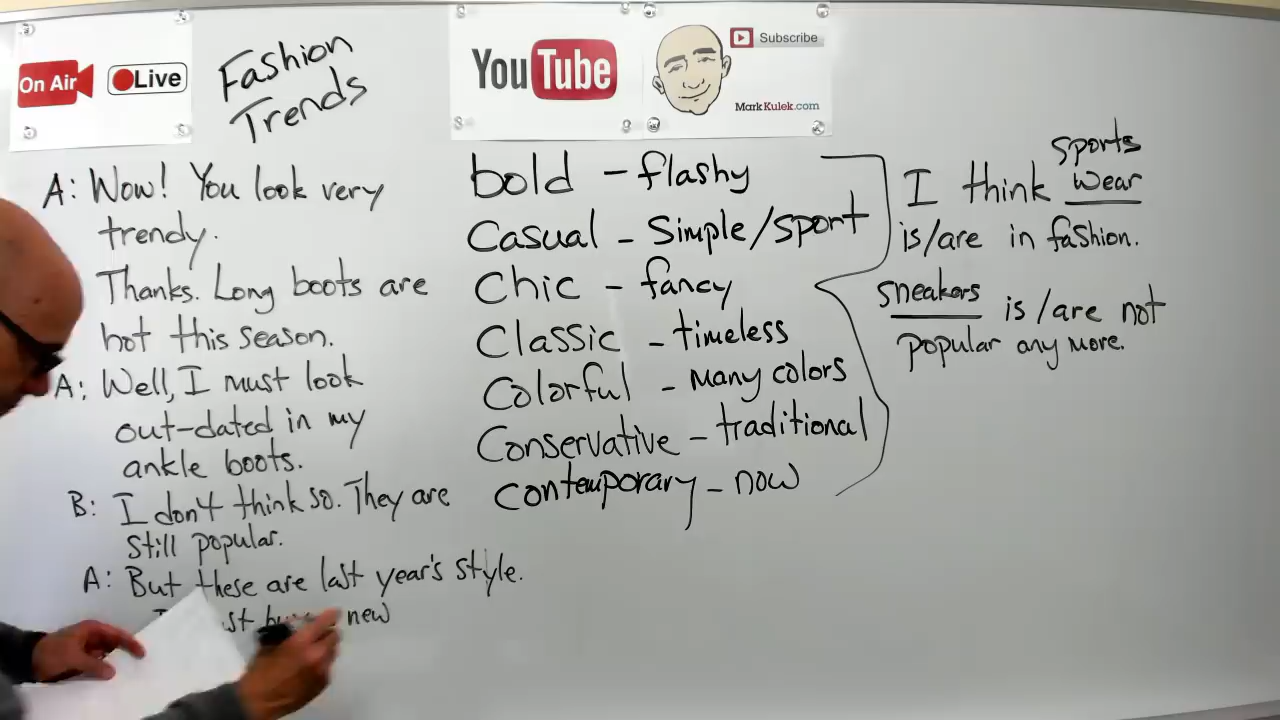 On Air
Live
Fashion
Trends
YouTube
Subscribe
MarkKulek.com
A: Wow! You look very
trendy.
Thanks. Long boots are
hot this season.
A: Well, I must look
out-dated in my
ankle boots.
B: I don't think so. They are
still popular.
A: But these are last year's style.
new
bold - flashy
Casual - Simple/sport
Chic - fancy
Classic - timeless
Colorful - many colors
Conservative - traditional
contemporary - now
sports
I think wear
is/are in fashion.
sneakers is/are not
popular any more.